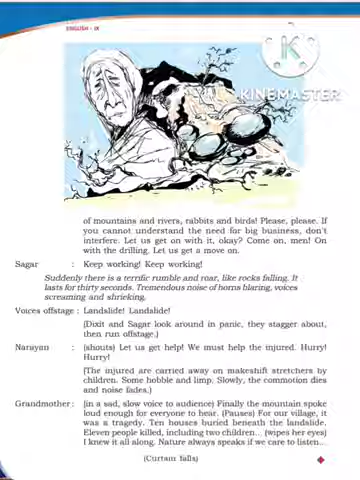 ENGLISH - IX
KINEMASTER
of mountains and rivers, rabbits and birds! Please, please. If
you cannot understand the need for big business, don't
interfere. Let us get on with it, okay? Come on, men! On
with the drilling. Let us get a move on.
Sagar : Keep working! Keep working!
Suddenly there is a terrific rumble and roar, like rocks falling. It
lasts for thirty seconds. Tremendous noise of horns blaring, voices
screaming and shrieking.
Voices offstage : Landslide! Landslide!
(Dixit and Sagar look around in panic, they stagger about,
then run offstage.)
Narayan : (shouts) Let us get help! We must help the injured. Hurry!
Hurry!
(The injured are carried away on makeshift stretchers by
children. Some hobble and limp. Slowly, the commotion dies
and noise fades.)
Grandmother : (in a sad, slow voice to audience) Finally the mountain spoke
loud enough for everyone to hear. (Pauses) For our village, it
was a tragedy. Ten houses buried beneath the landslide.
Eleven people killed, including two children... (wipes her eyes)
I knew it all along. Nature always speaks if we care to listen...
(Curtain falls)